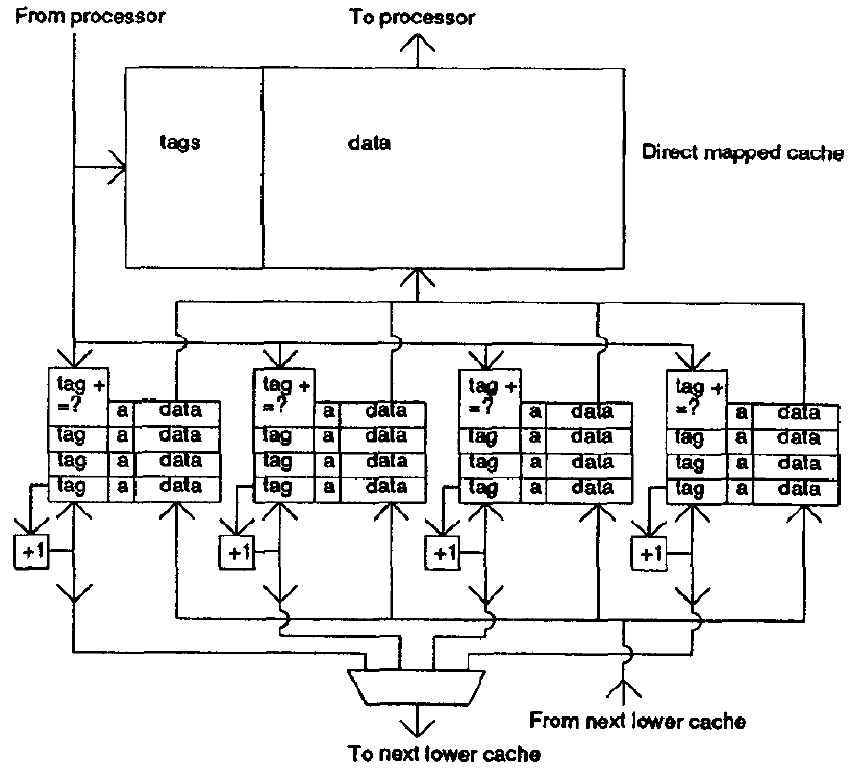 From processor To processor
tags data
Direct mapped cache
tag + tag + tag + tag +
=? a data =? a data =? a data =? a data
tag a data tag a data tag a data tag a data
tag a data tag a data tag a data tag a data
tag a data tag a data tag a data tag a data
+1 +1 +1 +1
From next lower cache
To next lower cache